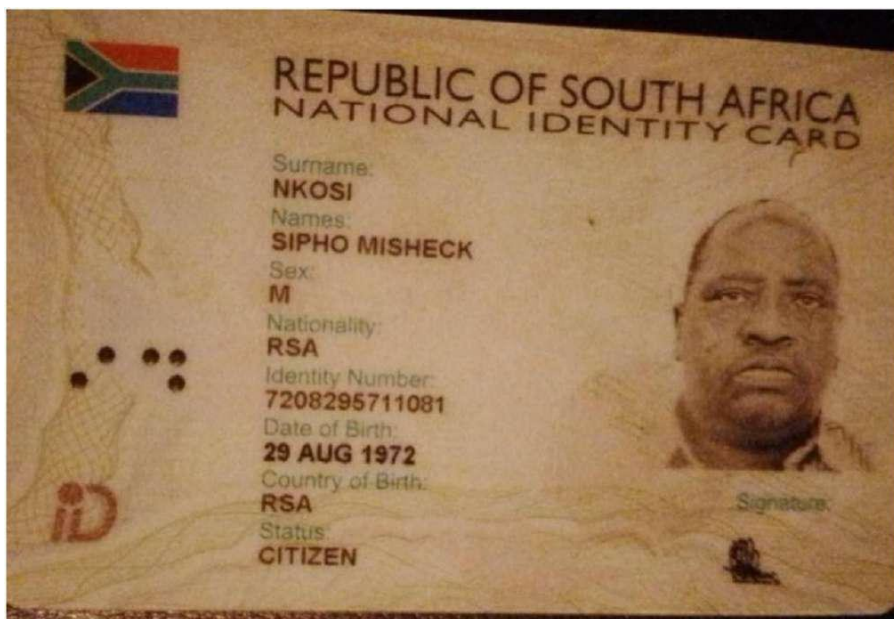 REPUBLIC OF SOUTH AFRICA
NATIONAL IDENTITY CARD
Surname:
NKOSI
Names:
SIPHO MISHECK
Sex:
M
Nationality:
RSA
Identity Number:
7208295711081
Date of Birth:
29 AUG 1972
Country of Birth:
RSA
Status:
CITIZEN
Signature:
iD